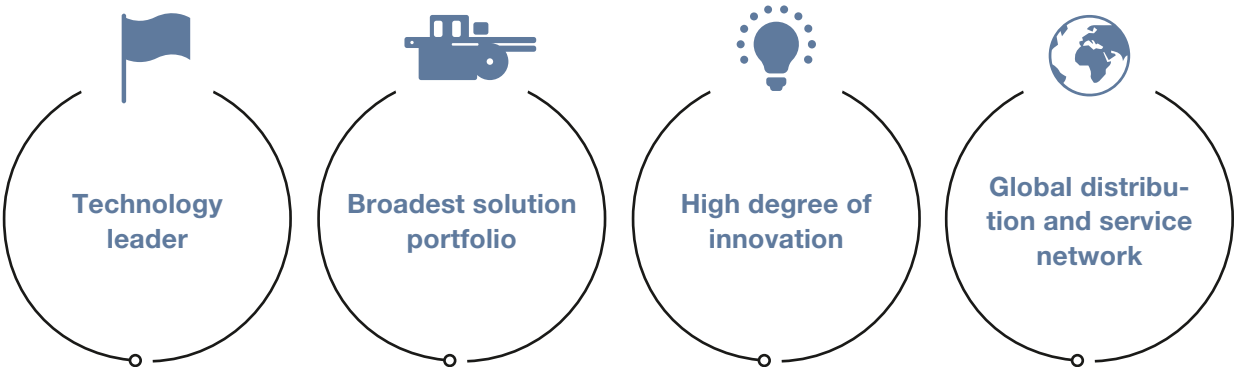 Technology
leader
Broadest solution
portfolio
High degree of
innovation
Global distribu-
tion and service
network